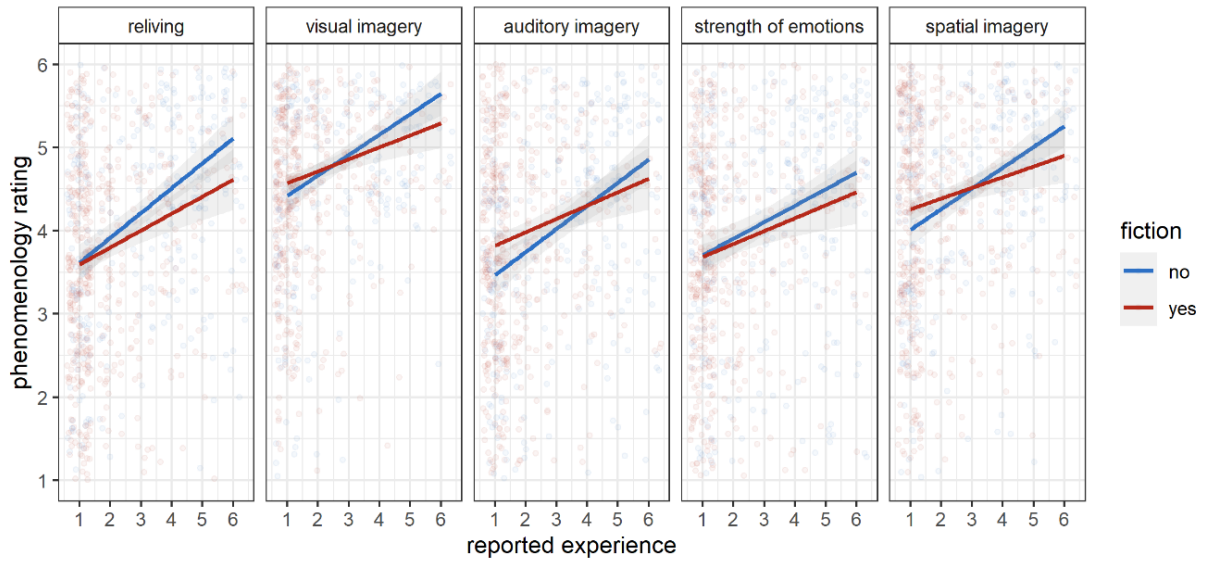 reliving visual imagery auditory imagery strength of emotions spatial imagery
6
5
4
3
2
1
phenomenology rating
1 2 3 4 5 6 1 2 3 4 5 6 1 2 3 4 5 6 1 2 3 4 5 6 1 2 3 4 5 6
reported experience
fiction
no
yes